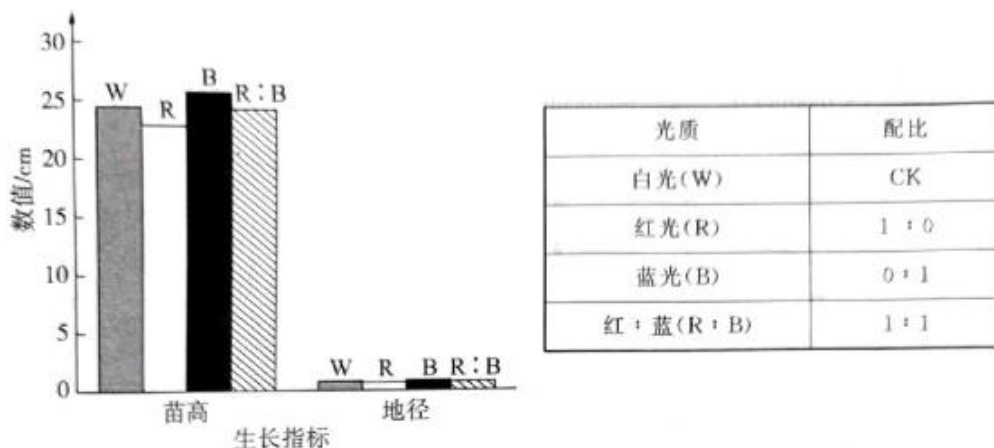 30
25
20
15
10
5
0
数值/cm
W
R
B
R：B
W
R
B
R：B
苗高
地径
生长指标
光质 配比
白光(W) CK
红光(R) 1：0
蓝光(B) 0：1
红：蓝(R：B) 1：1